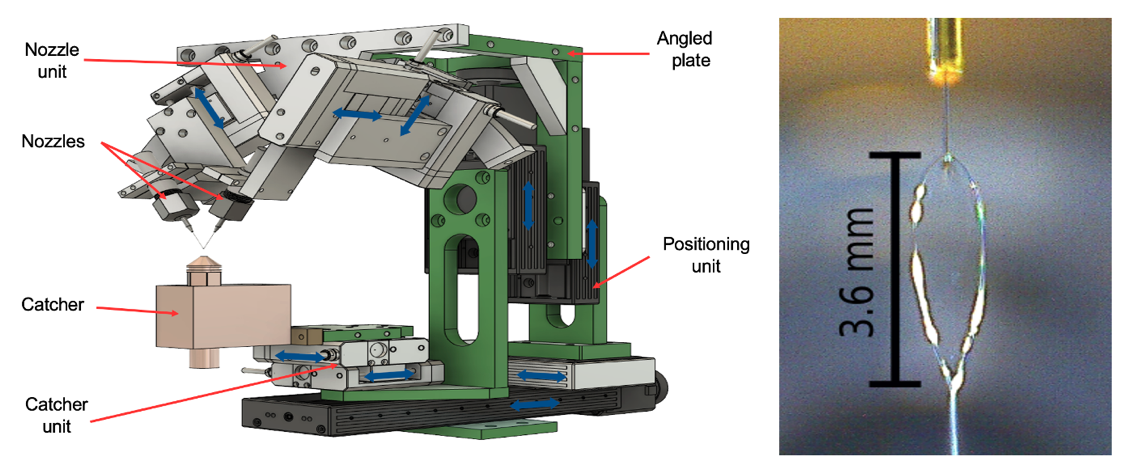 Nozzle
unit
Nozzles
Catcher
Catcher
unit
Angled
plate
Positioning
unit
3.6 mm